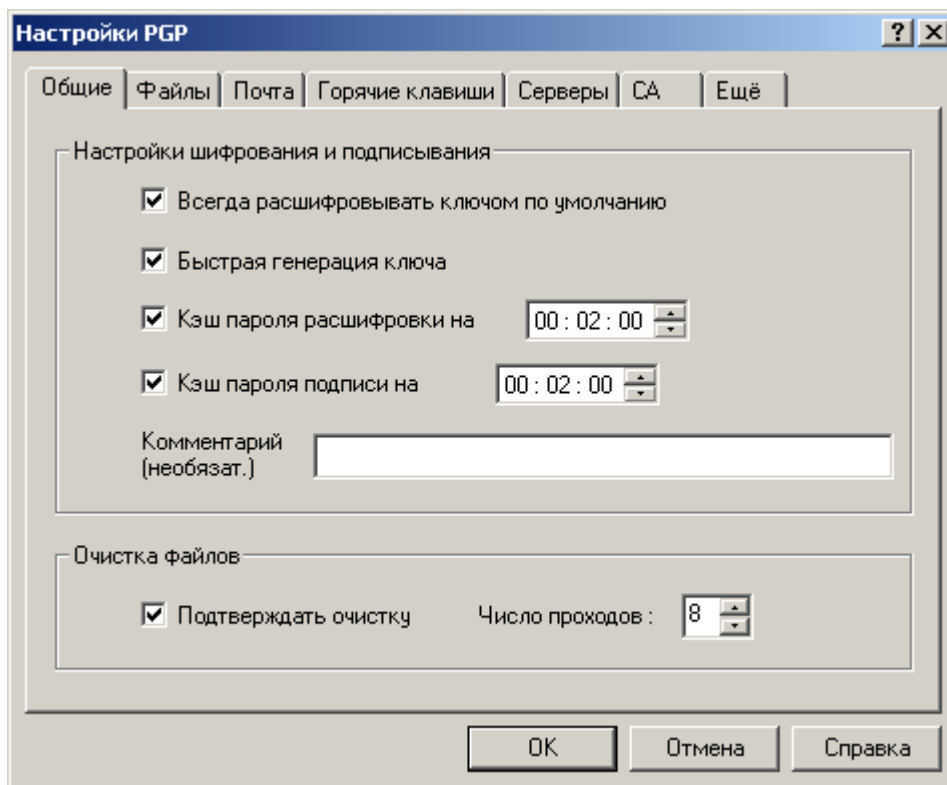 Настройки PGP
Общие Файлы Почта Горячие клавиши Серверы CA Ещё
Настройки шифрования и подписывания
Всегда расшифровывать ключом по умолчанию
Быстрая генерация ключа
Кэш пароля расшифровки на 00 : 02 : 00
Кэш пароля подписи на 00 : 02 : 00
Комментарий
(необязат.)
Очистка файлов
Подтверждать очистку Число проходов : 8
OK Отмена Справка